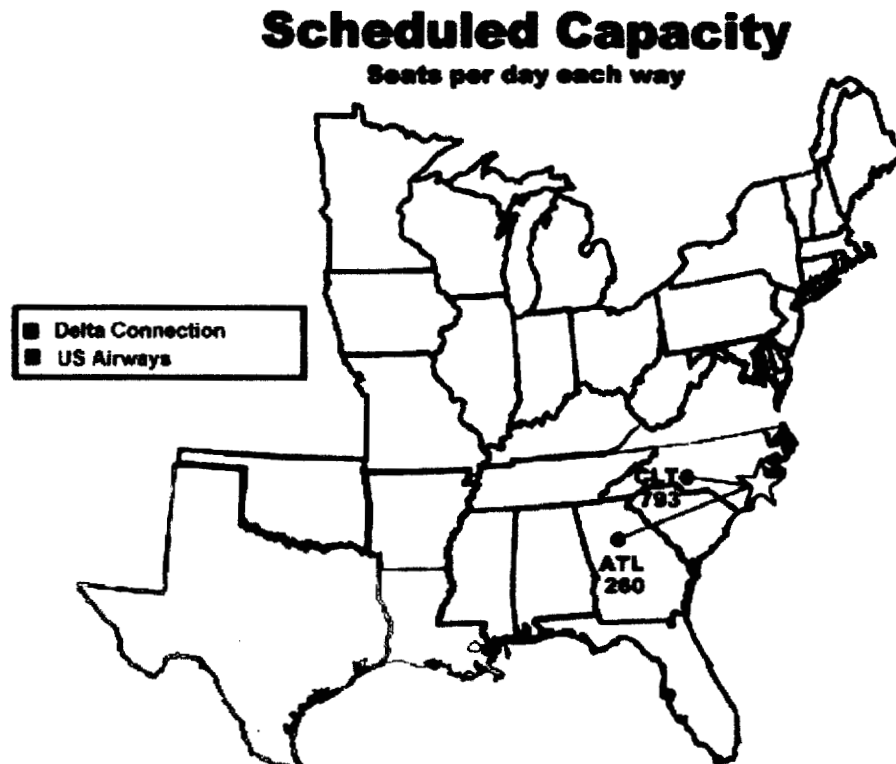 Scheduled Capacity
Seats per day each way
Delta Connection
US Airways
CLT
793
ATL
260